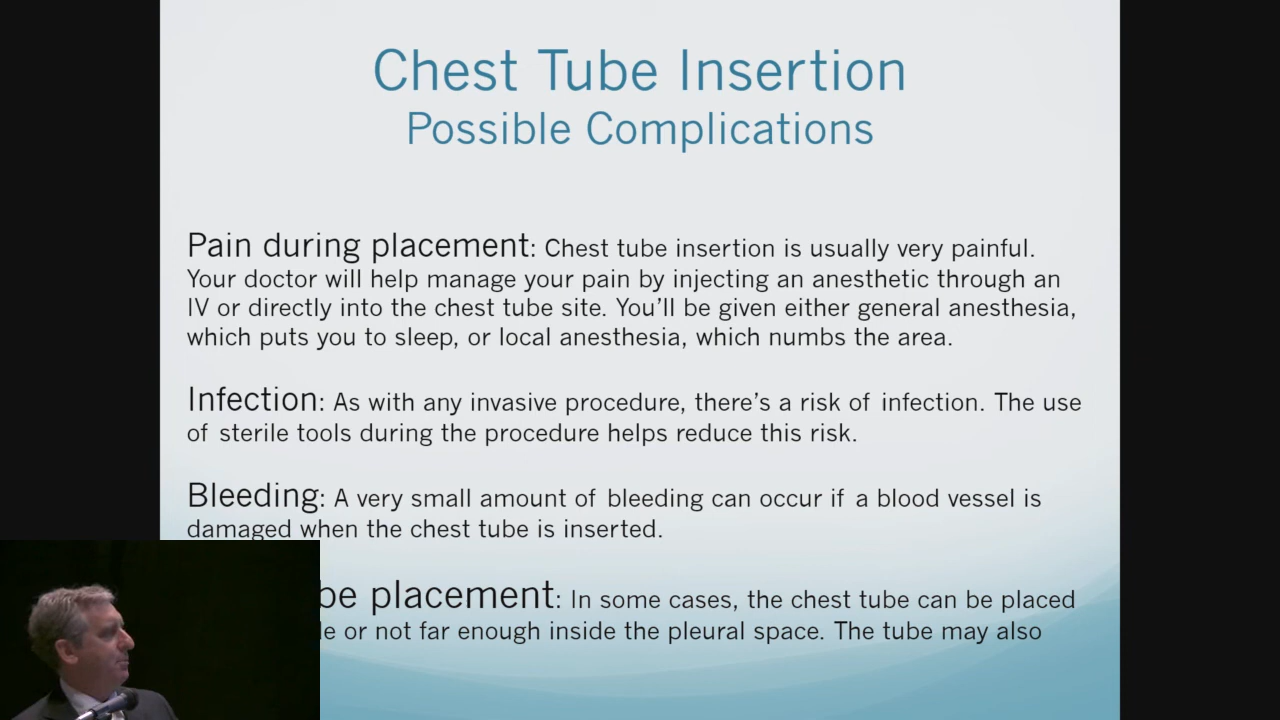 Chest Tube Insertion
Possible Complications
Pain during placement: Chest tube insertion is usually very painful.
Your doctor will help manage your pain by injecting an anesthetic through an
IV or directly into the chest tube site. You’ll be given either general anesthesia,
which puts you to sleep, or local anesthesia, which numbs the area.
Infection: As with any invasive procedure, there’s a risk of infection. The use
of sterile tools during the procedure helps reduce this risk.
Bleeding: A very small amount of bleeding can occur if a blood vessel is
damaged when the chest tube is inserted.
be placement: In some cases, the chest tube can be placed
or not far enough inside the pleural space. The tube may also